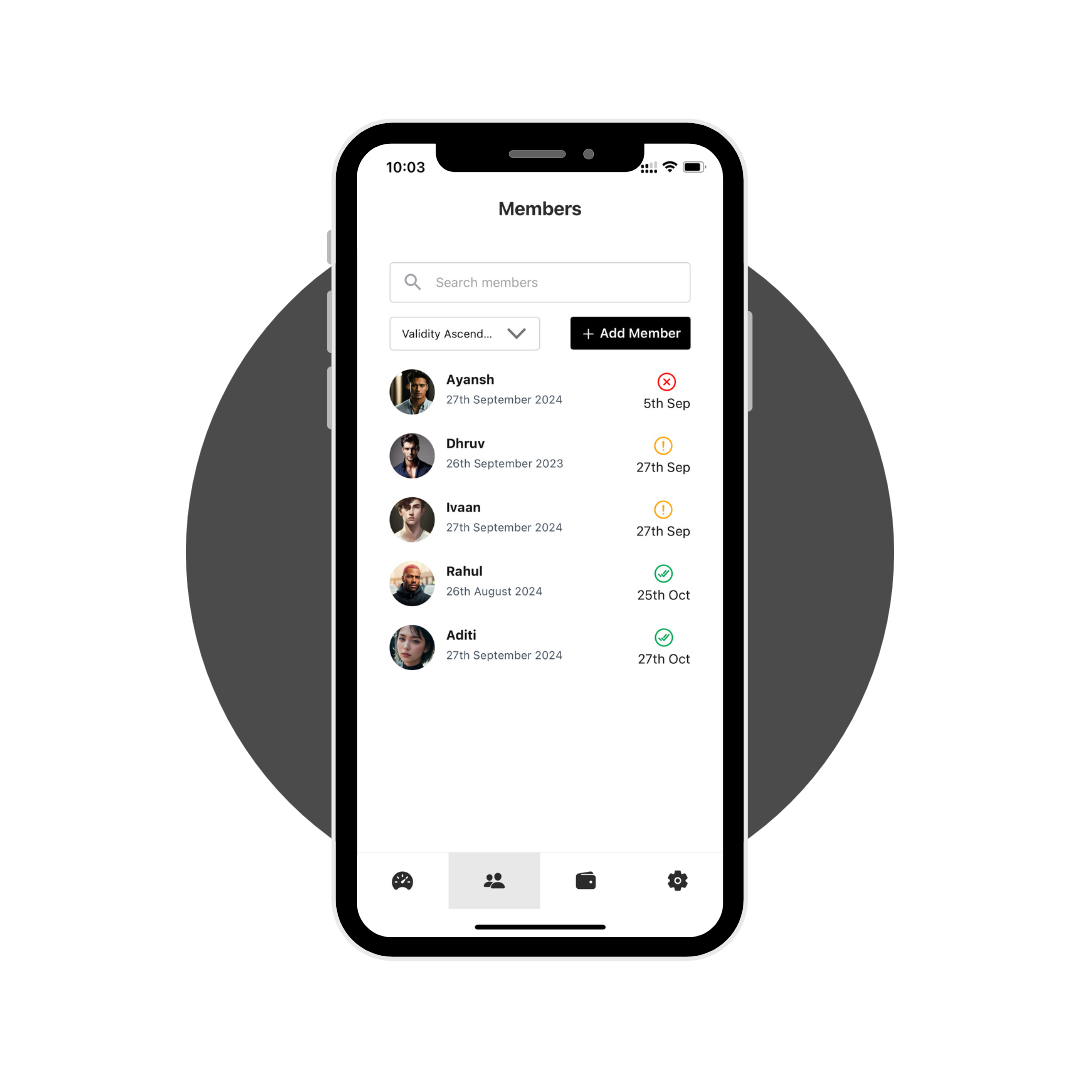 10:03
Members
Search members
Validity Ascend...
+ Add Member
Ayansh
27th September 2024
5th Sep
Dhruv
26th September 2023
27th Sep
Ivaan
27th September 2024
27th Sep
Rahul
26th August 2024
25th Oct
Aditi
27th September 2024
27th Oct